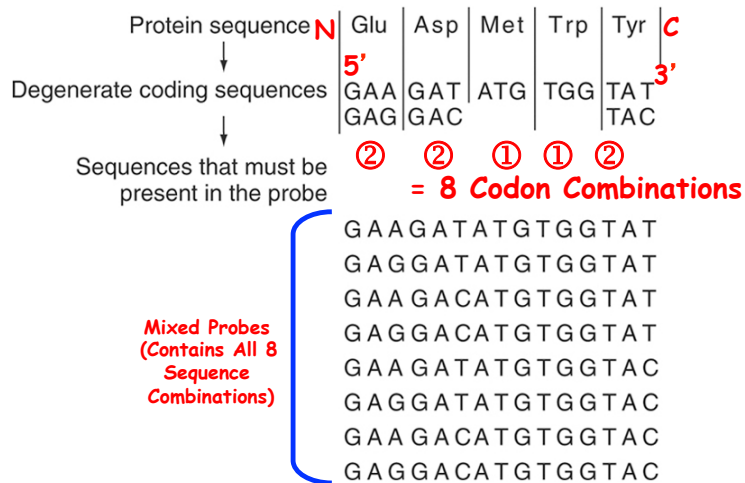 Protein sequence N Glu Asp Met Trp Tyr C
5' 3'
Degenerate coding sequences GAA GAT ATG TGG TAT
GAG GAC TAC
② ② ① ① ②
Sequences that must be
present in the probe
= 8 Codon Combinations
GAAGATATGTGGTAT
GAGGATATGTGGTAT
GAAGACATGTGGTAT
GAGGACATGTGGTAT
GAAGATATGTGGTAC
GAGGATATGTGGTAC
GAAGACATGTGGTAC
GAGGACATGTGGTAC
Mixed Probes
(Contains All 8
Sequence
Combinations)